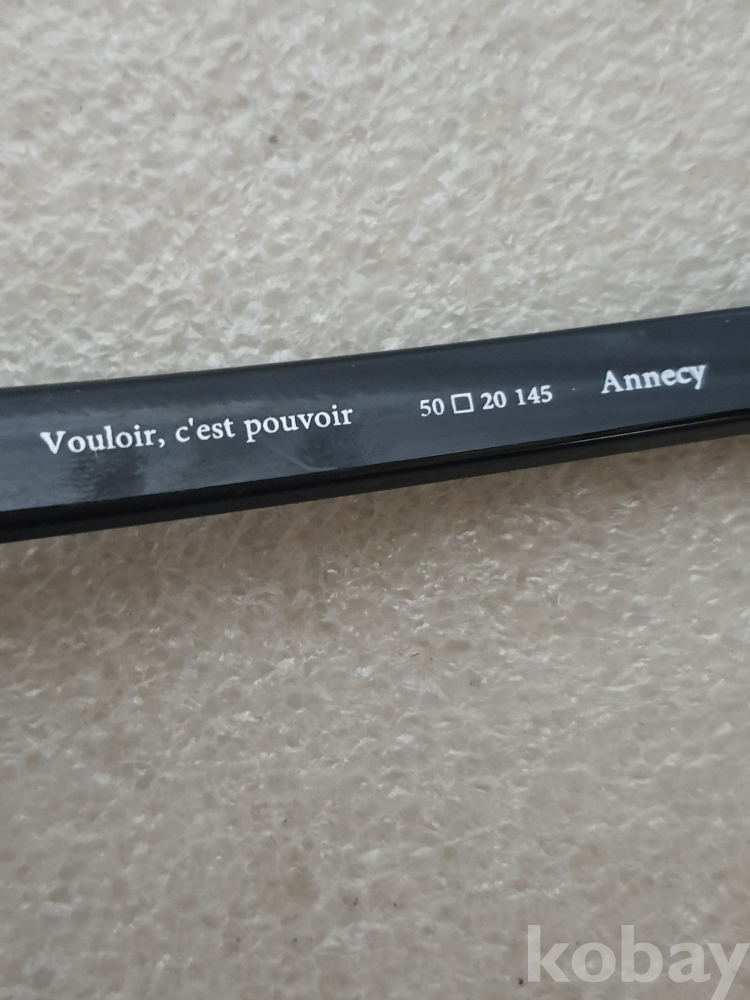 Vouloir, c'est pouvoir 50 □ 20 145 Annecy
kobay